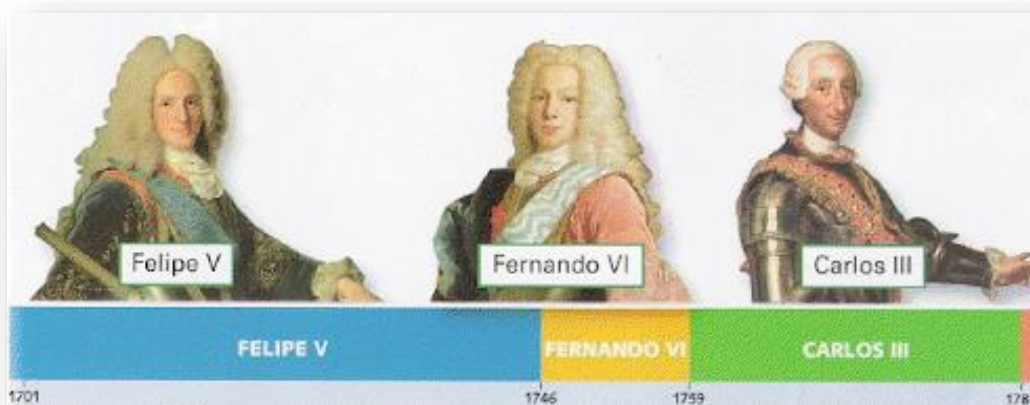 Felipe V
Fernando VI
Carlos III
FELIPE V
FERNANDO VI
CARLOS III
1701
1746
1759